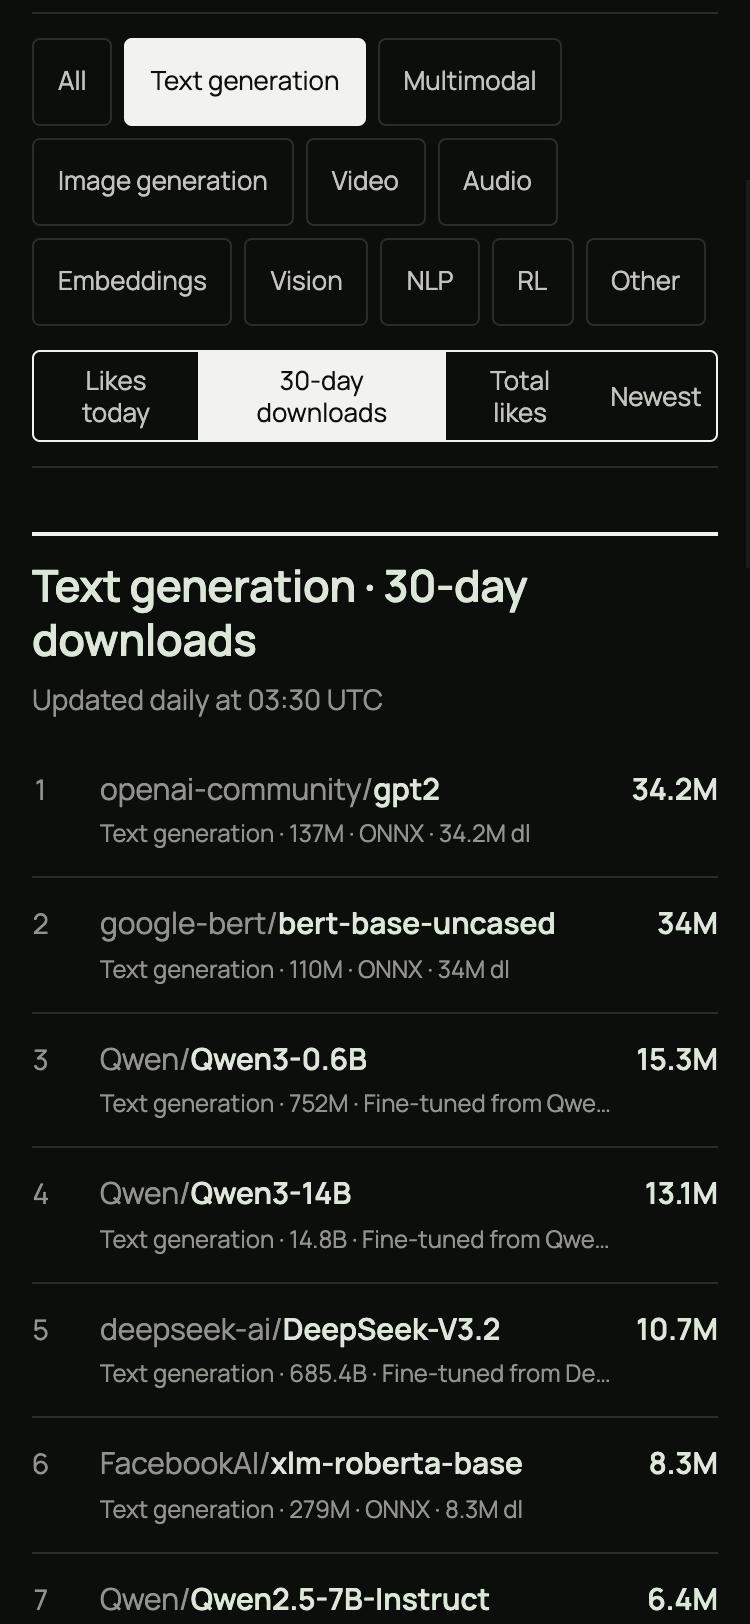 All Text generation Multimodal
Image generation Video Audio
Embeddings Vision NLP RL Other
Likes today 30-day downloads Total likes Newest
Text generation · 30-day
downloads
Updated daily at 03:30 UTC
1 openai-community/gpt2 34.2M
Text generation · 137M · ONNX · 34.2M dl
2 google-bert/bert-base-uncased 34M
Text generation · 110M · ONNX · 34M dl
3 Qwen/Qwen3-0.6B 15.3M
Text generation · 752M · Fine-tuned from Qwe...
4 Qwen/Qwen3-14B 13.1M
Text generation · 14.8B · Fine-tuned from Qwe...
5 deepseek-ai/DeepSeek-V3.2 10.7M
Text generation · 685.4B · Fine-tuned from De...
6 FacebookAI/xlm-roberta-base 8.3M
Text generation · 279M · ONNX · 8.3M dl
7 Qwen/Qwen2.5-7B-Instruct 6.4M